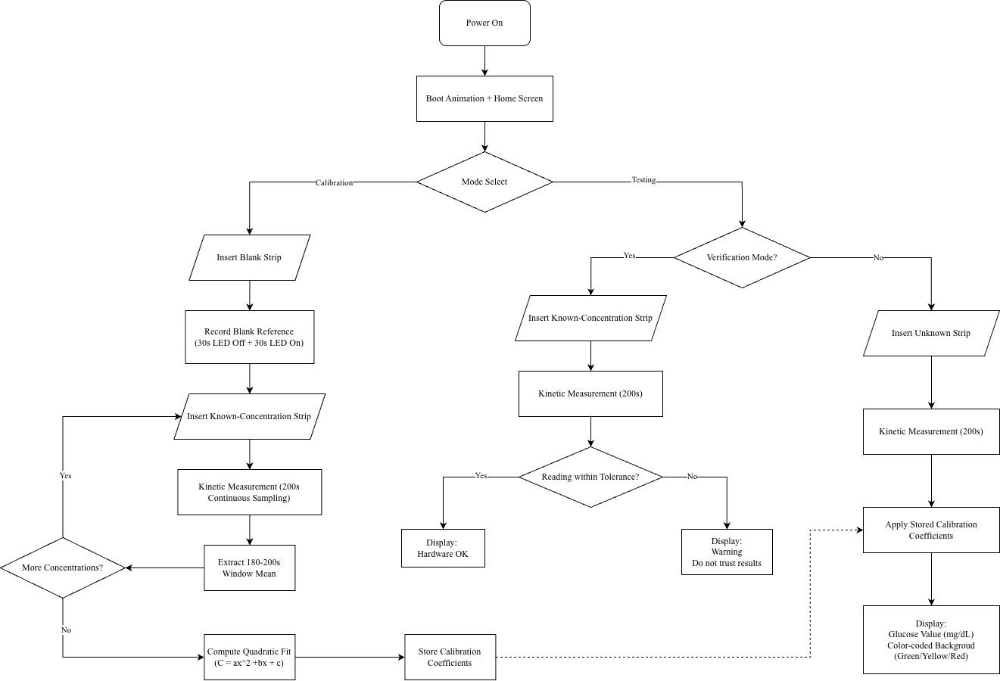 Power On
Boot Animation + Home Screen
Mode Select
Calibration
Testing
Insert Blank Strip
Verification Mode?
Yes
No
Record Blank Reference
(30s LED Off + 30s LED On)
Insert Known-Concentration Strip
Insert Unknown Strip
Insert Known-Concentration Strip
Kinetic Measurement (200s)
Kinetic Measurement (200s)
Yes
Kinetic Measurement (200s
Continuous Sampling)
Yes
Reading within Tolerance?
No
More Concentrations?
Extract 180-200s
Window Mean
Display:
Hardware OK
Display:
Warning
Do not trust results
Apply Stored Calibration
Coefficients
No
Compute Quadratic Fit
(C = ax^2 +bx + c)
Store Calibration
Coefficients
Display:
Glucose Value (mg/dL)
Color-coded Backgroud
(Green/Yellow/Red)